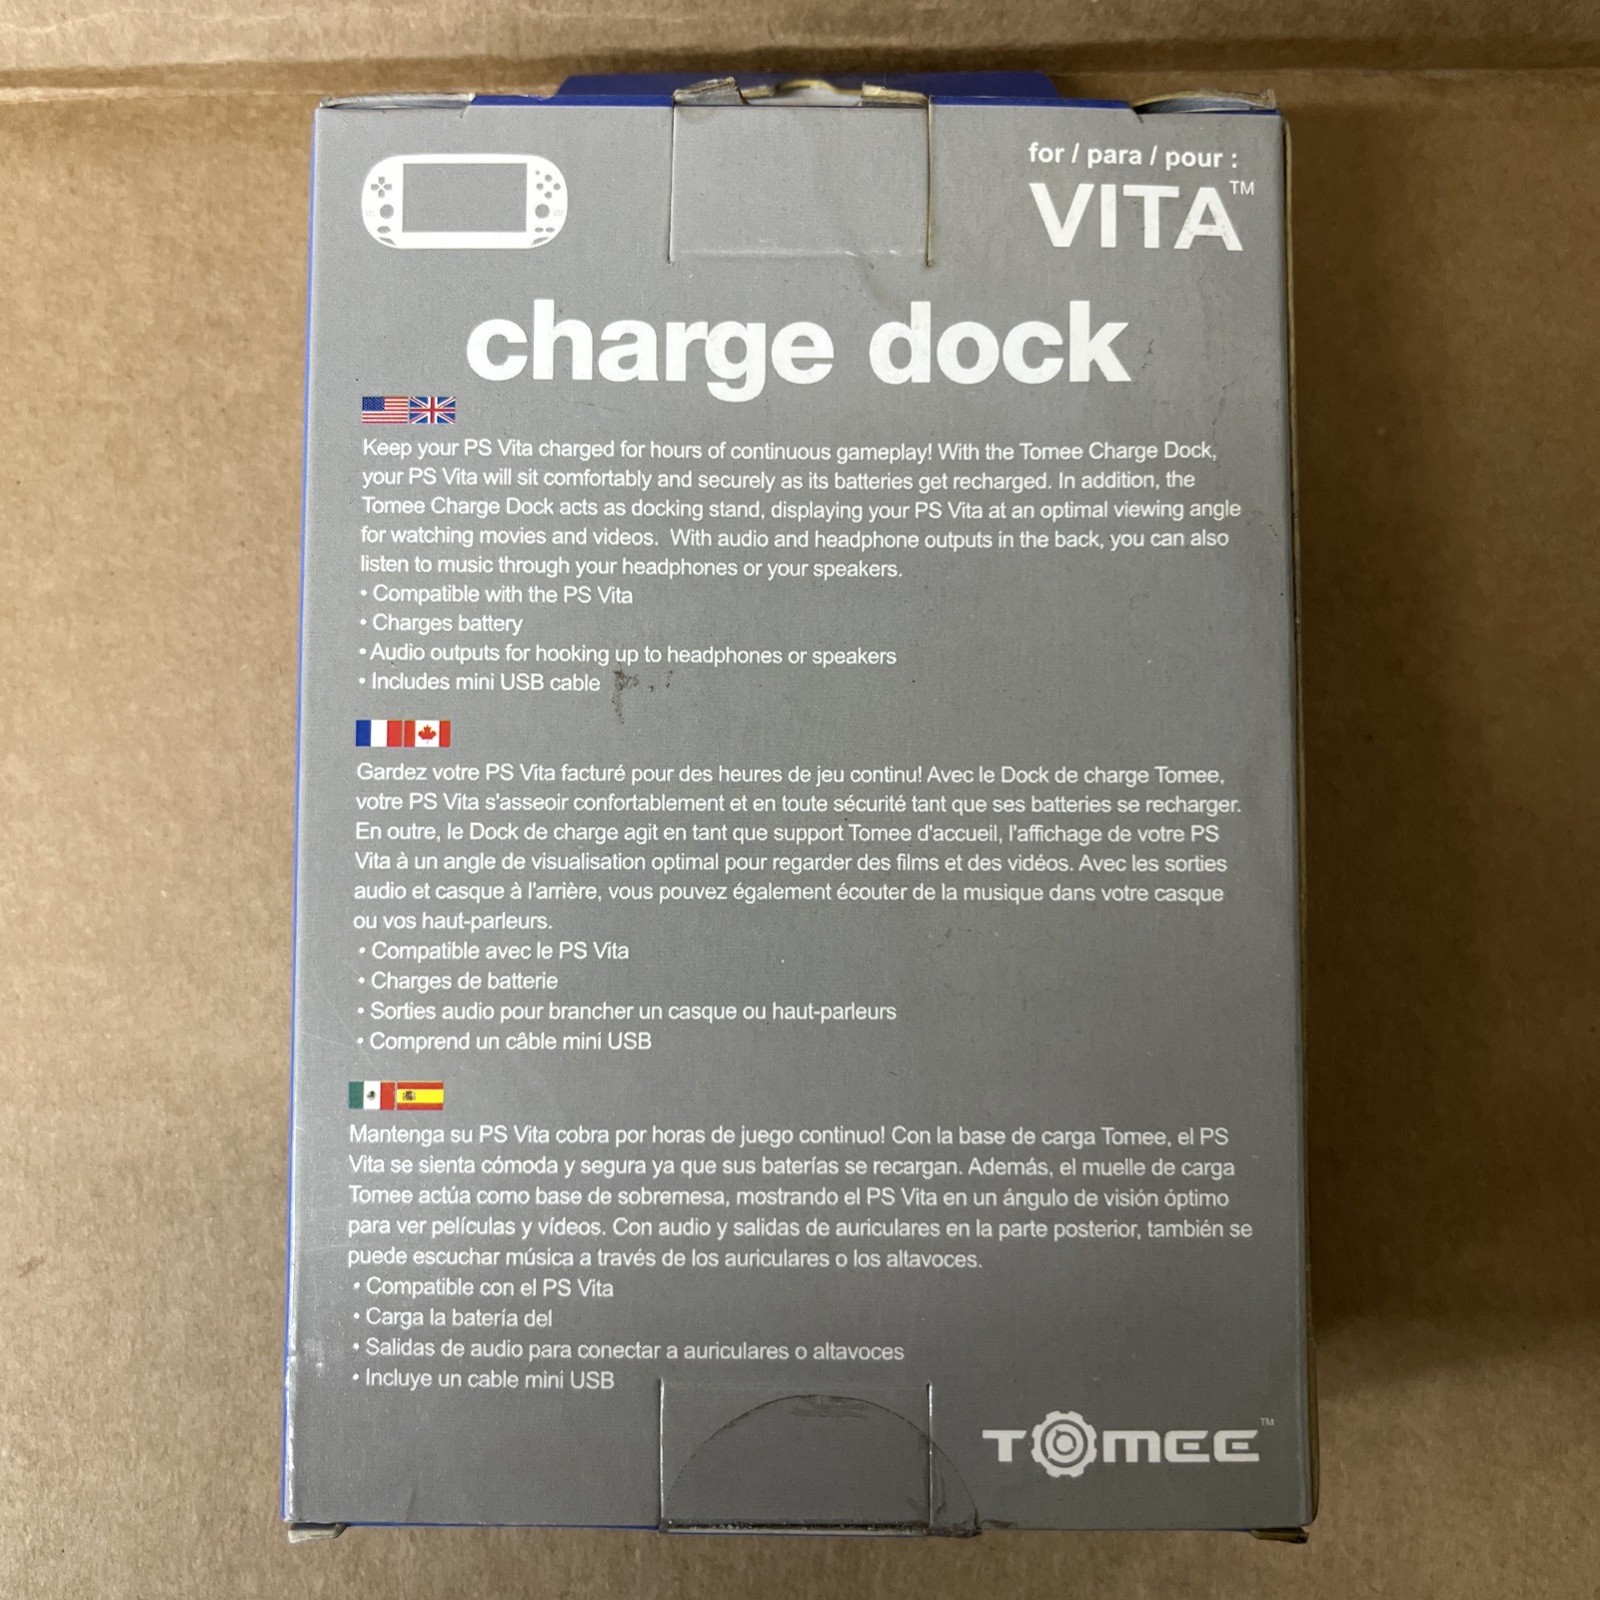 for / para / pour :
VITA™
charge dock
Keep your PS Vita charged for hours of continuous gameplay! With the Tomee Charge Dock,
your PS Vita will sit comfortably and securely as its batteries get recharged. In addition, the
Tomee Charge Dock acts as docking stand, displaying your PS Vita at an optimal viewing angle
for watching movies and videos. With audio and headphone outputs in the back, you can also
listen to music through your headphones or your speakers.
• Compatible with the PS Vita
• Charges battery
• Audio outputs for hooking up to headphones or speakers
• Includes mini USB cable
Gardez votre PS Vita facturé pour des heures de jeu continu! Avec le Dock de charge Tomee,
votre PS Vita s'asseoir confortablement et en toute sécurité tant que ses batteries se recharger.
En outre, le Dock de charge agit en tant que support Tomee d'accueil, l'affichage de votre PS
Vita à un angle de visualisation optimal pour regarder des films et des vidéos. Avec les sorties
audio et casque à l'arrière, vous pouvez également écouter de la musique dans votre casque
ou vos haut-parleurs.
• Compatible avec le PS Vita
• Charges de batterie
• Sorties audio pour brancher un casque ou haut-parleurs
• Comprend un câble mini USB
Mantenga su PS Vita cobra por horas de juego continuo! Con la base de carga Tomee, el PS
Vita se sienta cómoda y segura ya que sus baterías se recargan. Además, el muelle de carga
Tomee actúa como base de sobremesa, mostrando el PS Vita en un ángulo de visión óptimo
para ver películas y vídeos. Con audio y salidas de auriculares en la parte posterior, también se
puede escuchar música a través de los auriculares o los altavoces.
• Compatible con el PS Vita
• Carga la batería del
• Salidas de audio para conectar a auriculares o altavoces
• Incluye un cable mini USB
TOMEE™